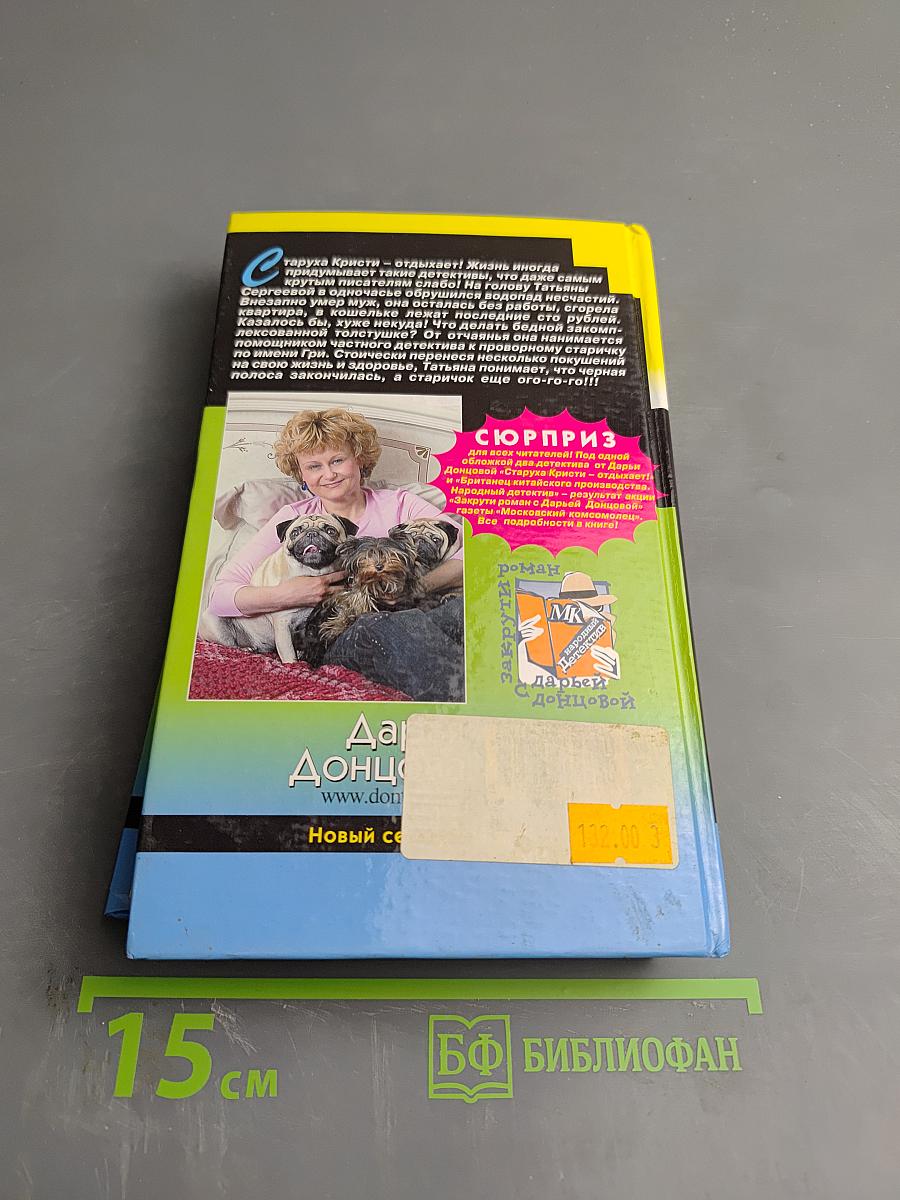 Старуха Кристи – отдыхает! Жизнь иногда
придумывает такие детективы, что даже самым
крутым писателям слабо! На голову Татьяны
Сергеевой в одночасье обрушился водопад несчастий.
Внезапно умер муж, она осталась без работы, сгорела
квартира, в кошельке лежат последние сто рублей.
Казалось бы, хуже некуда! Что делать бедной закомп-
лексованной толстушке? От отчаянья она нанимается
помощником частного детектива к проворному старичку
по имени Гри. Стоически перенеся несколько покушений
на свою жизнь и здоровье, Татьяна понимает, что черная
полоса закончилась, а старичок еще ого-го-го!!!
СЮРПРИЗ
для всех читателей! Под одной
обложкой два детектива от Дарьи
Донцовой «Старуха Кристи – отдыхает!»
и «Британец китайского производства.
Народный детектив» – результат акции
«Закрути роман с Дарьей Донцовой»
газеты «Московский комсомолец».
Все подробности в книге!
закрути
роман
МК
народный
Детектив
с Дарьей
Донцовой
Дар
Донцо
www.don
Новый се
132.00 3
15 см
БФ БИБЛИОФАН